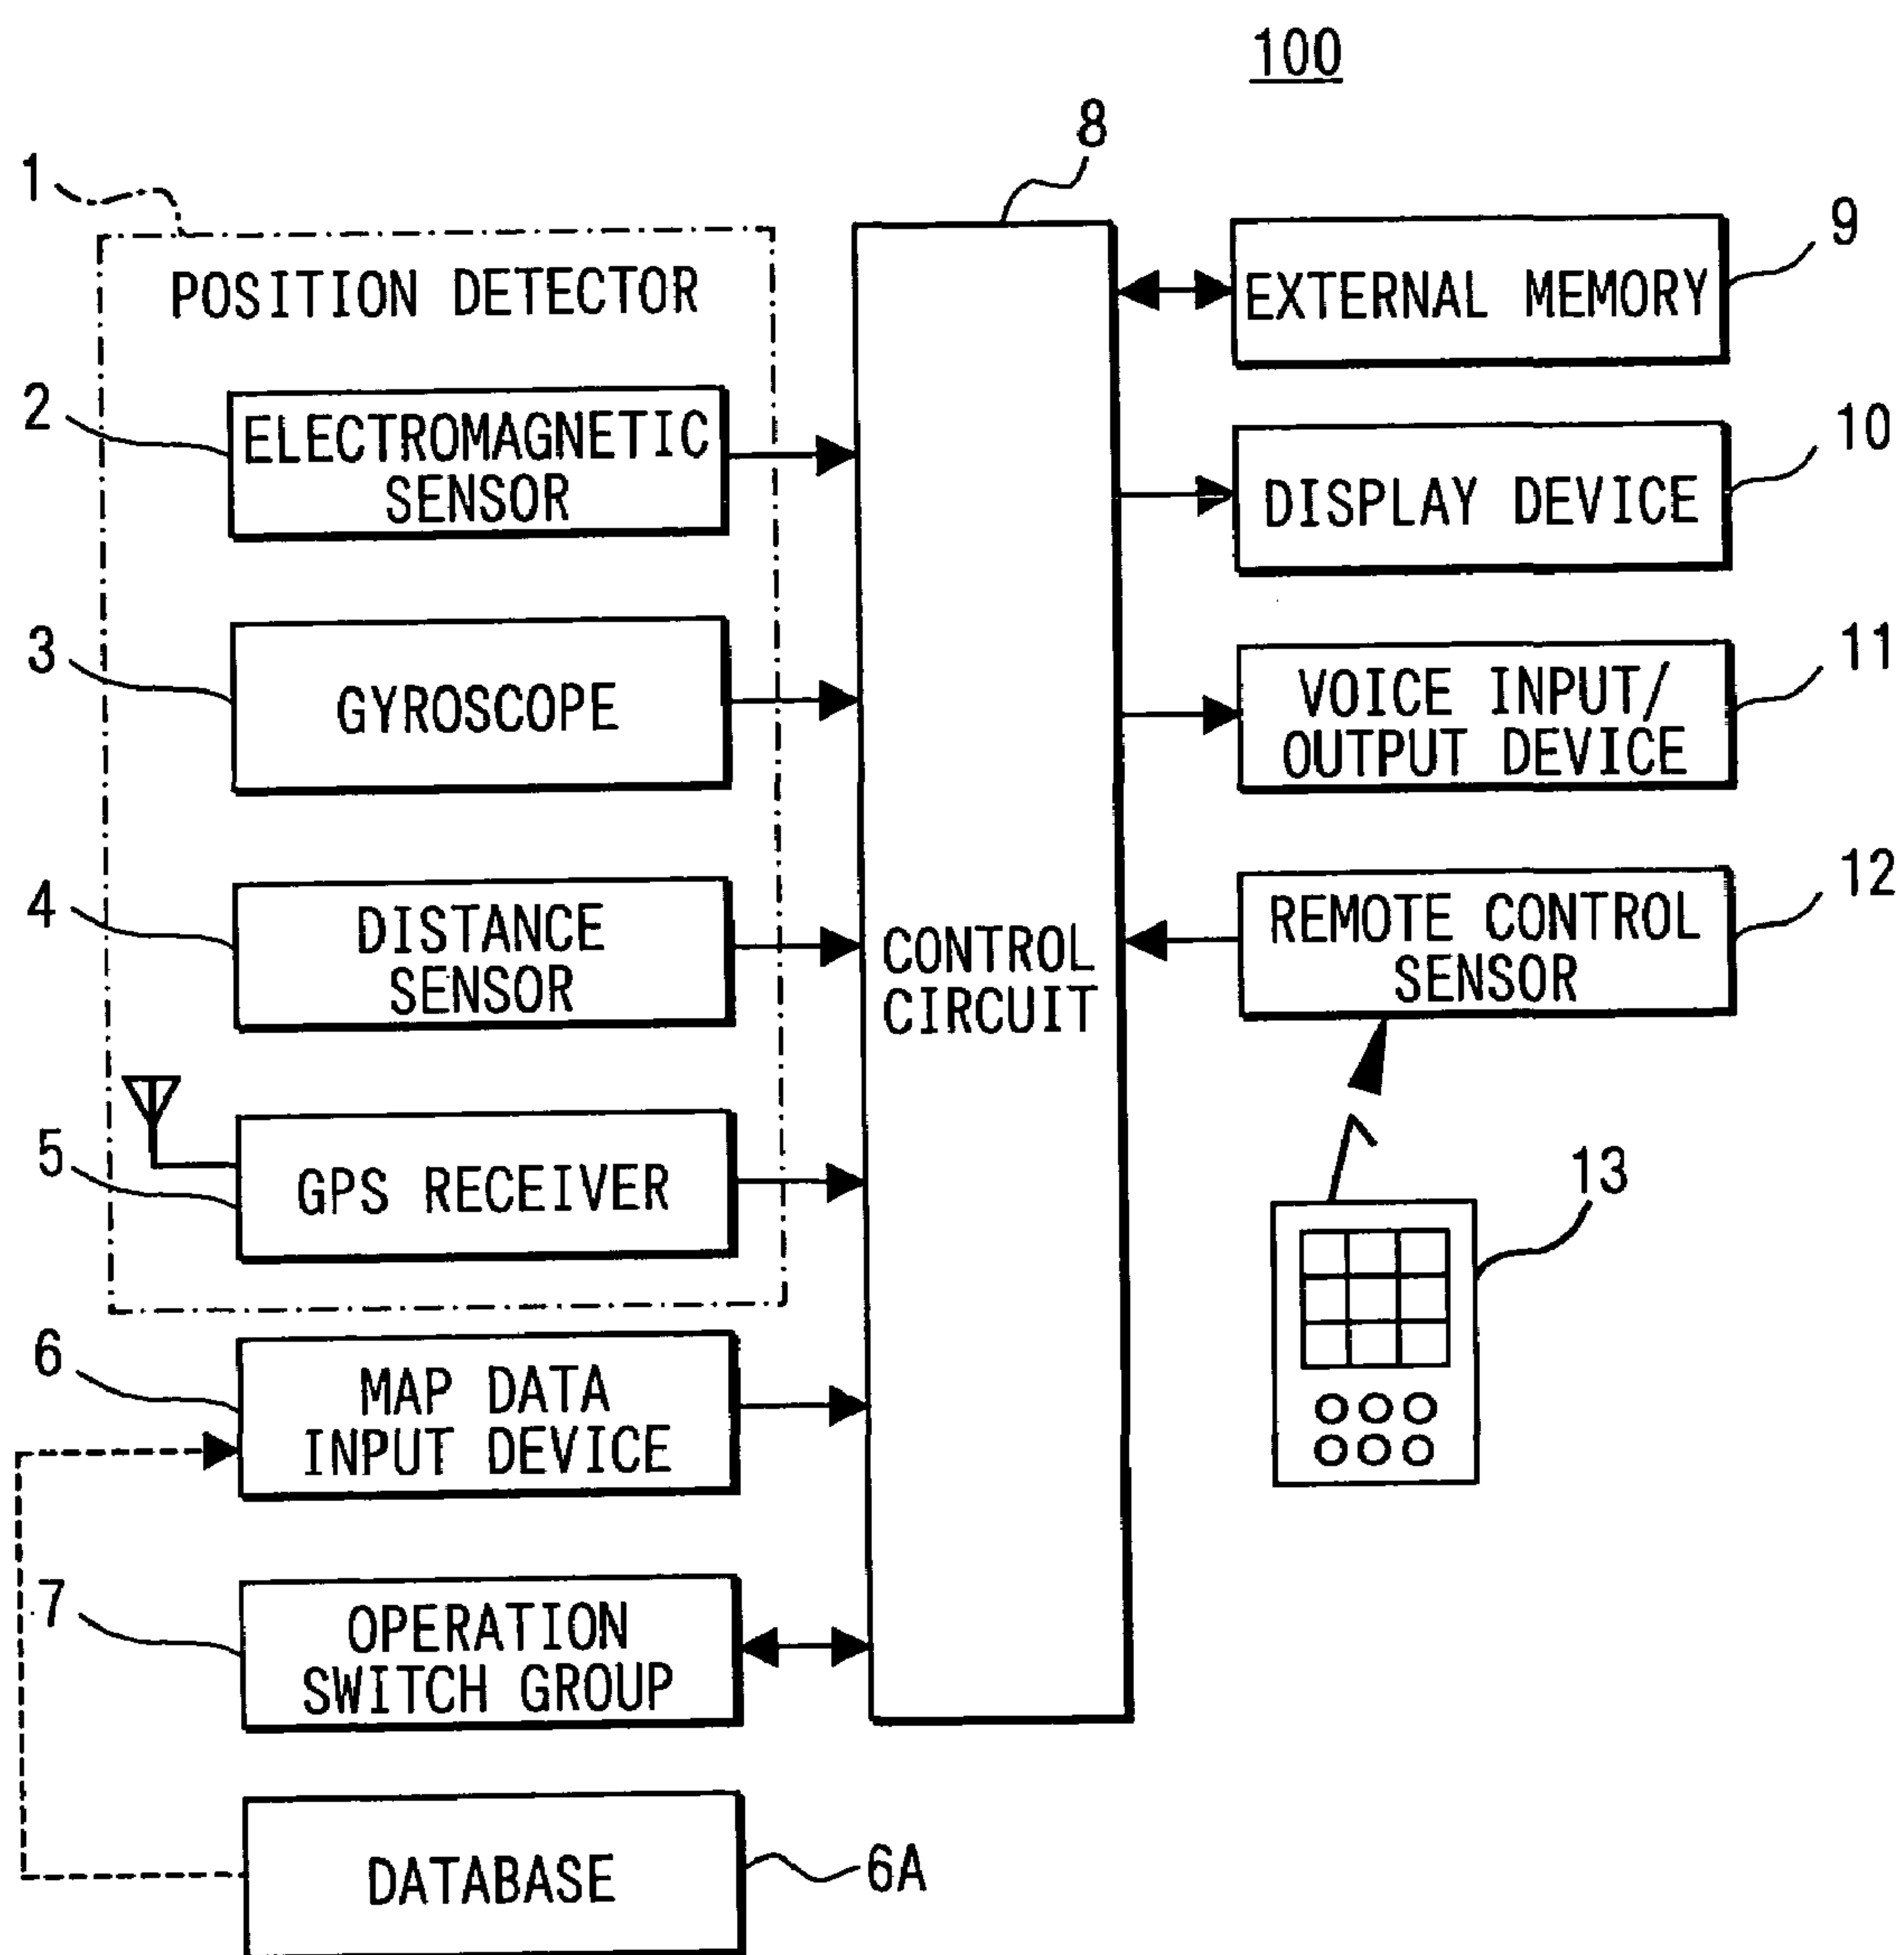 100
8
1
9
POSITION DETECTOR
EXTERNAL MEMORY
2
ELECTROMAGNETIC
SENSOR
10
DISPLAY DEVICE
3
GYROSCOPE
11
VOICE INPUT/
OUTPUT DEVICE
4
DISTANCE
SENSOR
CONTROL
CIRCUIT
12
REMOTE CONTROL
SENSOR
5
GPS RECEIVER
13
6
MAP DATA
INPUT DEVICE
7
OPERATION
SWITCH GROUP
DATABASE
6A